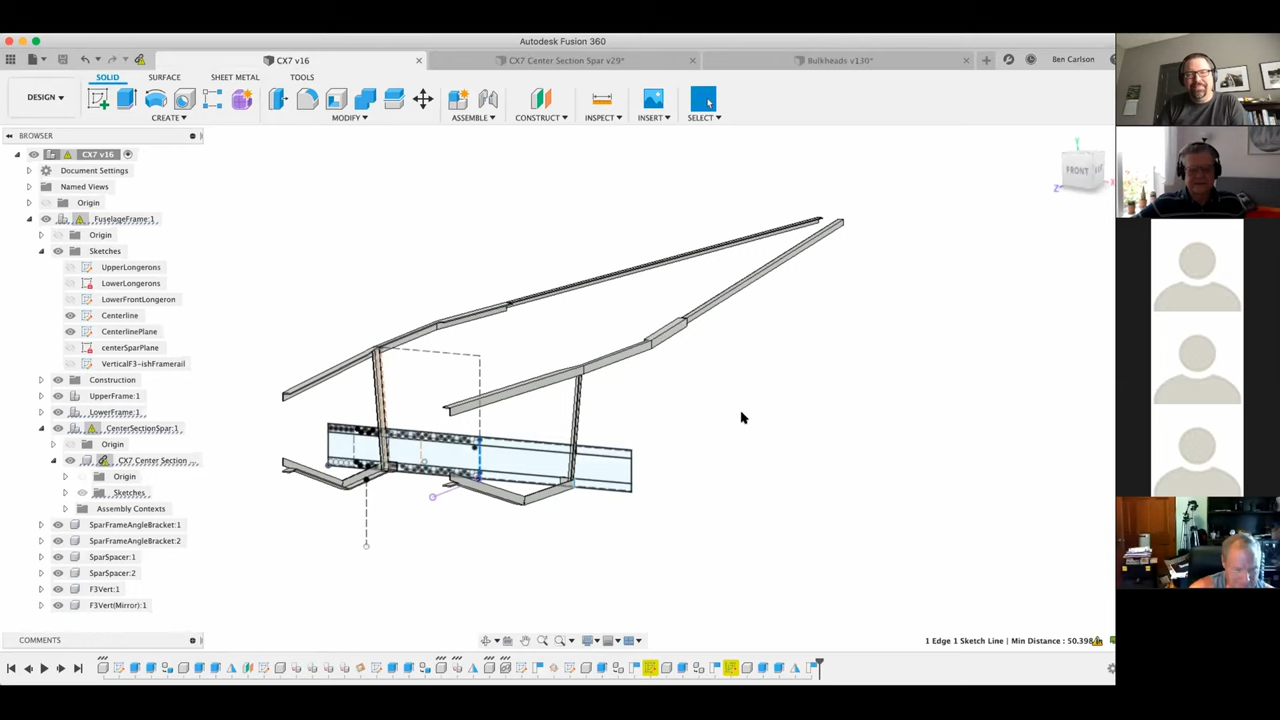 Autodesk Fusion 360
CX7 v16
CX7 Center Section Spar v29*
Bulkheads v130*
Ben Carlson
DESIGN
SOLID
SURFACE
SHEET METAL
TOOLS
CREATE
MODIFY
ASSEMBLE
CONSTRUCT
INSPECT
INSERT
SELECT
BROWSER
CX7 v16
Document Settings
Named Views
Origin
FuselageFrame:1
Origin
Sketches
UpperLongerons
LowerLongerons
LowerFrontLongeron
Centerline
CenterlinePlane
centerSparPlane
VerticalF3-ishFramerail
Construction
UpperFrame:1
LowerFrame:1
CenterSectionSpar:1
Origin
CX7 Center Section
Origin
Sketches
Assembly Contexts
SparFrameAngleBracket:1
SparFrameAngleBracket:2
SparSpacer:1
SparSpacer:2
F3Vert:1
F3Vert(Mirror):1
COMMENTS
Y
FRONT
Z
X
1 Edge 1 Sketch Line | Min Distance : 50.398